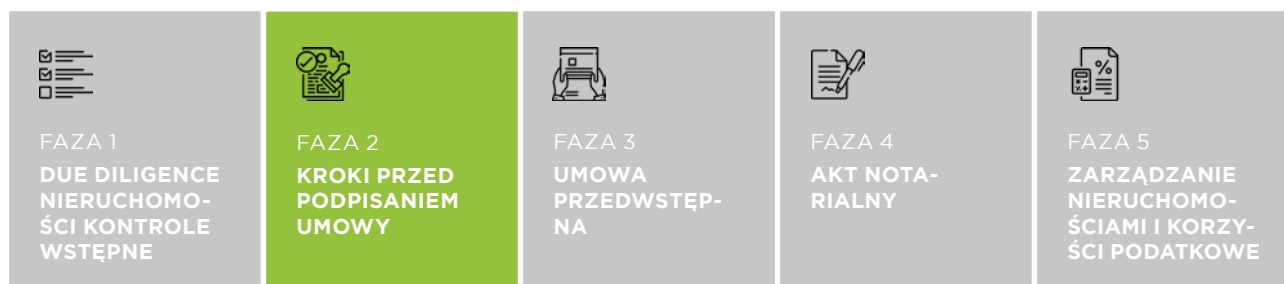 FAZA 1
DUE DILIGENCE
NIERUCHOMO-
ŚCI KONTROLE
WSTĘPNE
FAZA 2
KROKI PRZED
PODPISANIEM
UMOWY
FAZA 3
UMOWA
PRZEDWSTĘP-
NA
FAZA 4
AKT NOTA-
RIALNY
FAZA 5
ZARZĄDZANIE
NIERUCHOMO-
ŚCIAMI I KORZY-
ŚCI PODATKOWE